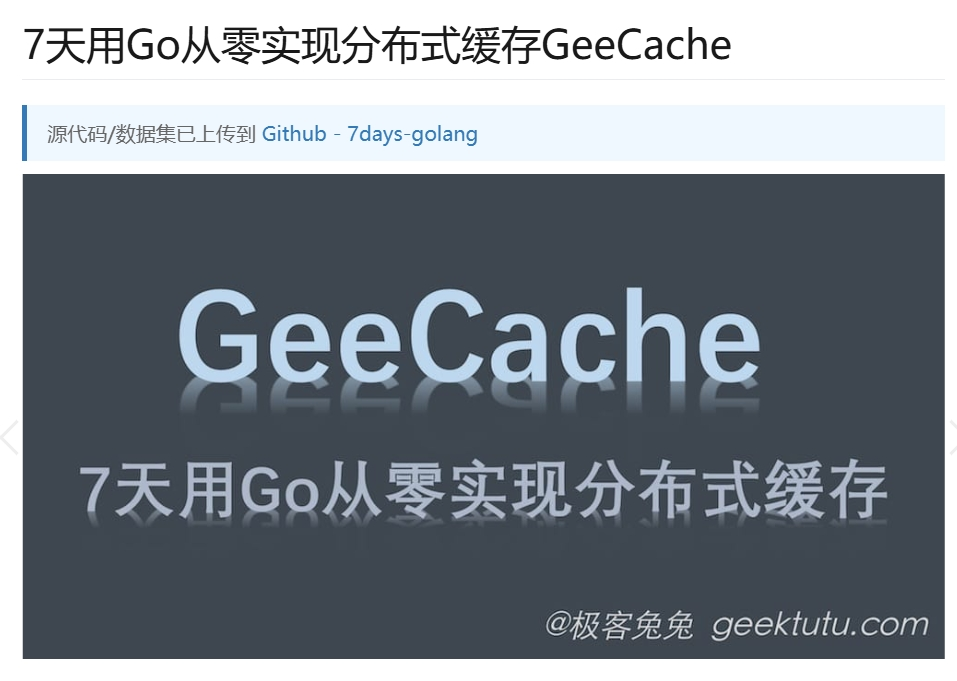 7天用Go从零实现分布式缓存GeeCache
源代码/数据集已上传到 Github - 7days-golang
GeeCache
7天用Go从零实现分布式缓存
@极客兔兔 geektutu.com